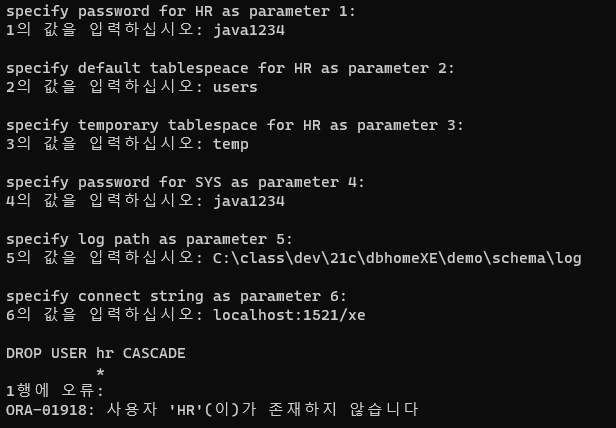 specify password for HR as parameter 1:
1의 값을 입력하십시오: java1234
specify default tablespeace for HR as parameter 2:
2의 값을 입력하십시오: users
specify temporary tablespace for HR as parameter 3:
3의 값을 입력하십시오: temp
specify password for SYS as parameter 4:
4의 값을 입력하십시오: java1234
specify log path as parameter 5:
5의 값을 입력하십시오: C:\class\dev\21c\dbhomeXE\demo\schema\log
specify connect string as parameter 6:
6의 값을 입력하십시오: localhost:1521/xe
DROP USER hr CASCADE
*
1행에 오류:
ORA-01918: 사용자 'HR'(이)가 존재하지 않습니다